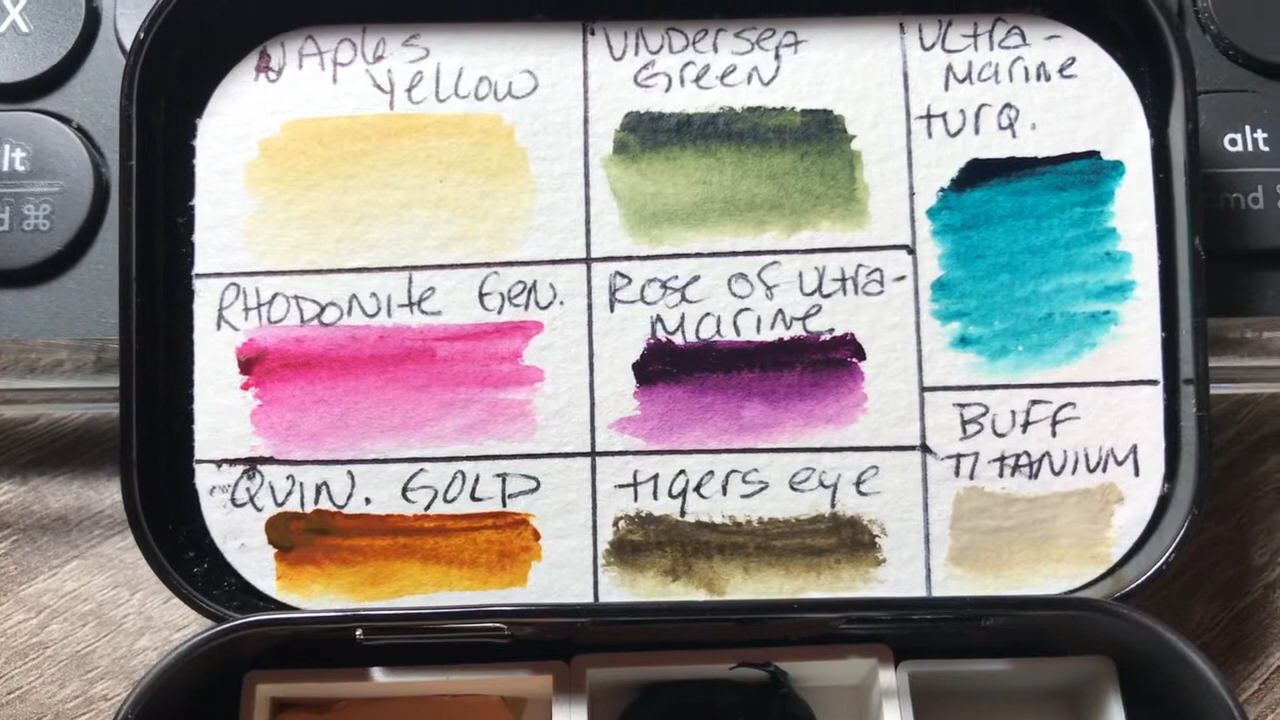 NAples
Yellow
UNDerseA
Green
ULtra-
Marine
turQ.
RHODONite Gen.
Rose OF ULtra-
Marine
QUIN. GOLD
tigers eye
BUFF
TITANIUM
X
lt
d ⌘
alt
cmd